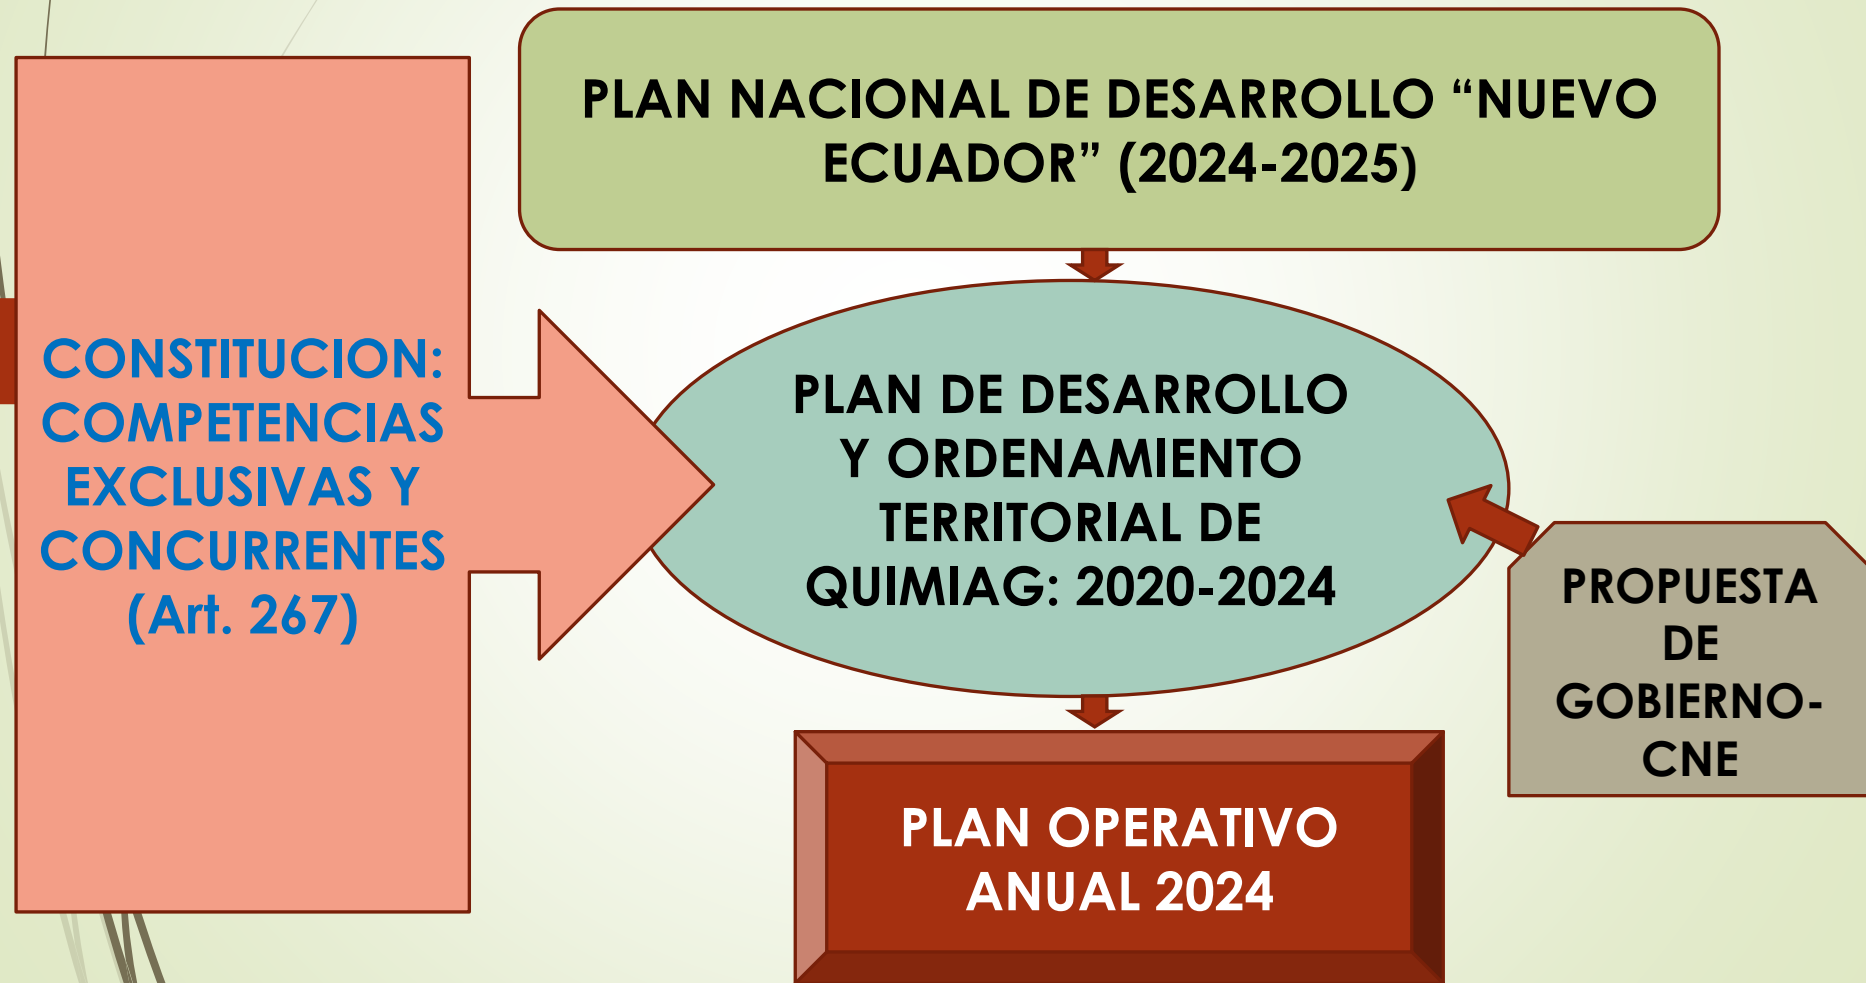 PLAN NACIONAL DE DESARROLLO “NUEVO
ECUADOR” (2024-2025)
CONSTITUCION:
COMPETENCIAS
EXCLUSIVAS Y
CONCURRENTES
(Art. 267)
PLAN DE DESARROLLO
Y ORDENAMIENTO
TERRITORIAL DE
QUIMIAG: 2020-2024
PROPUESTA
DE
GOBIERNO-
CNE
PLAN OPERATIVO
ANUAL 2024